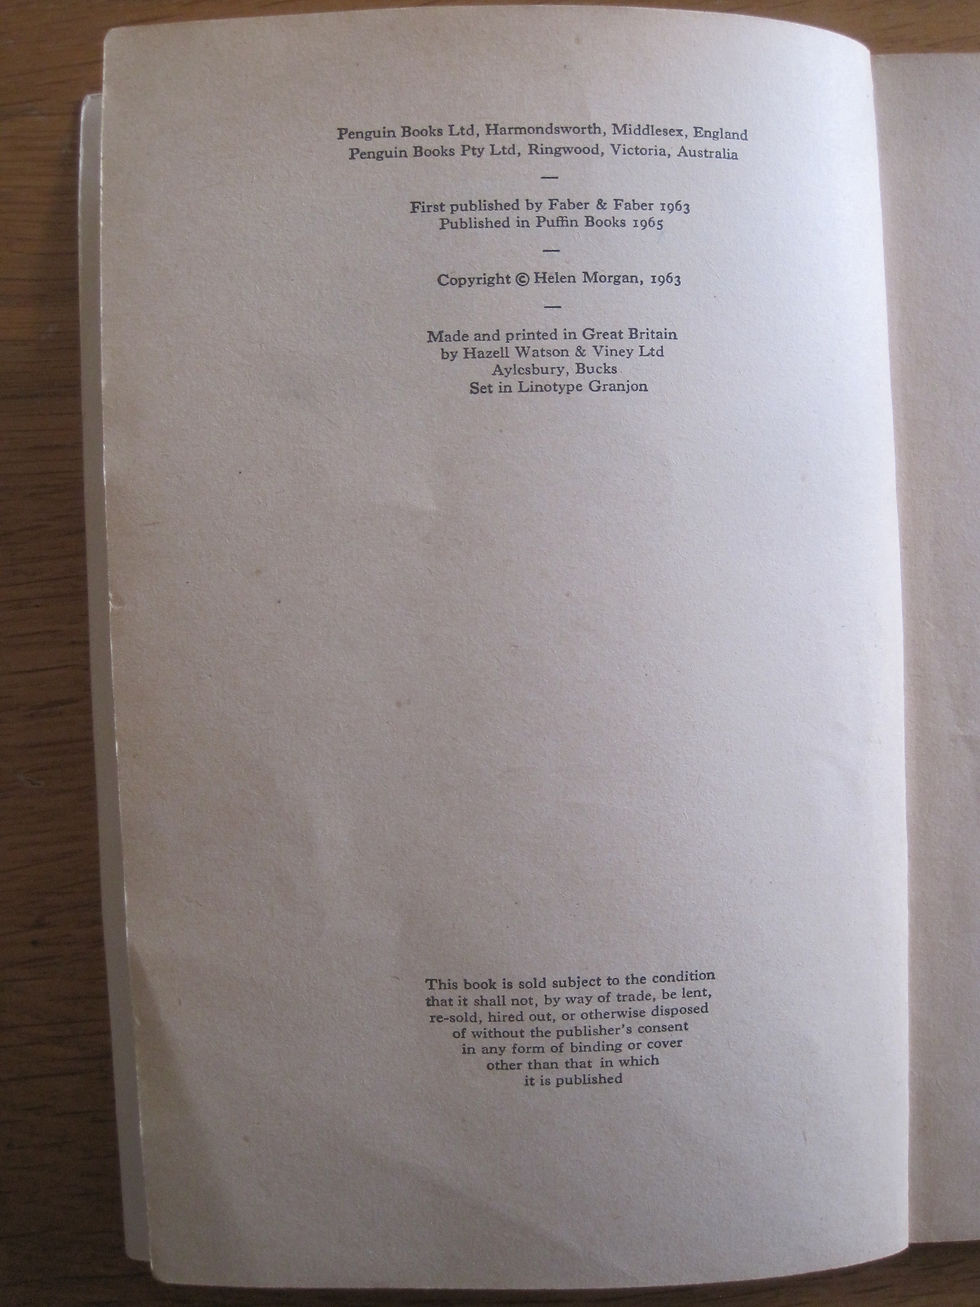 Penguin Books Ltd, Harmondsworth, Middlesex, England
Penguin Books Pty Ltd, Ringwood, Victoria, Australia
—
First published by Faber & Faber 1963
Published in Puffin Books 1965
—
Copyright © Helen Morgan, 1963
—
Made and printed in Great Britain
by Hazell Watson & Viney Ltd
Aylesbury, Bucks
Set in Linotype Granjon
This book is sold subject to the condition
that it shall not, by way of trade, be lent,
re-sold, hired out, or otherwise disposed
of without the publisher's consent
in any form of binding or cover
other than that in which
it is published